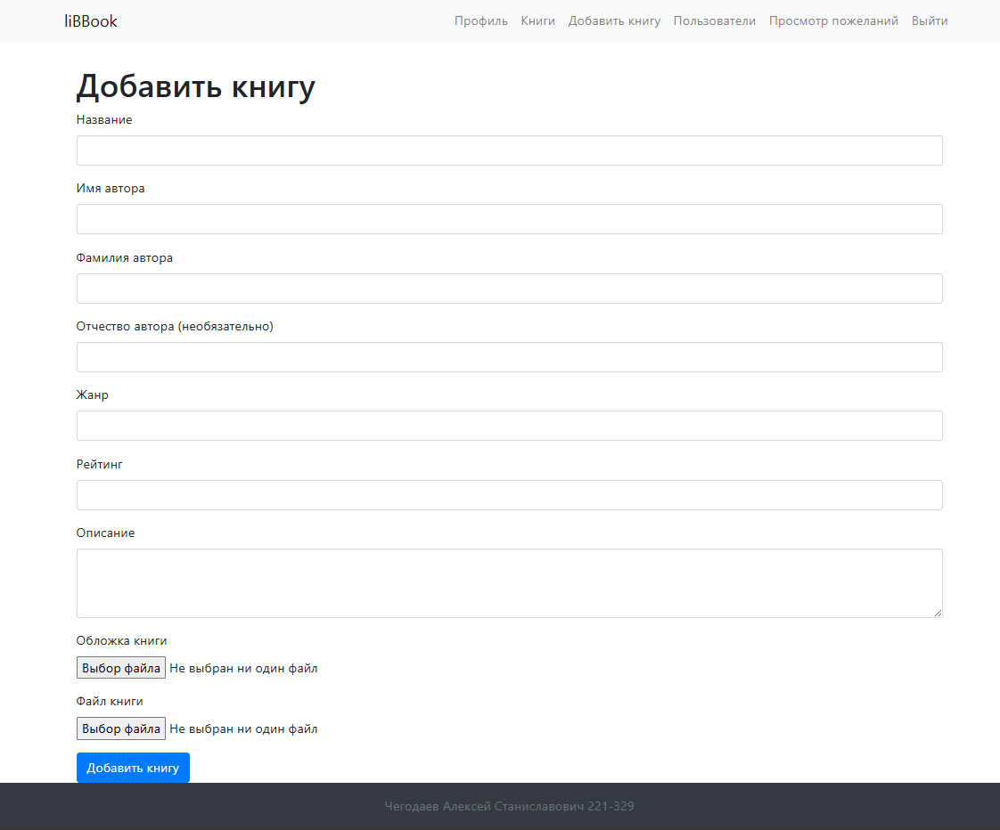 liBBook Профиль Книги Добавить книгу Пользователи Просмотр пожеланий Выйти
Добавить книгу
Название
Имя автора
Фамилия автора
Отчество автора (необязательно)
Жанр
Рейтинг
Описание
Обложка книги
Выбор файла Не выбран ни один файл
Файл книги
Выбор файла Не выбран ни один файл
Добавить книгу
Чегодаев Алексей Станиславович 221-329